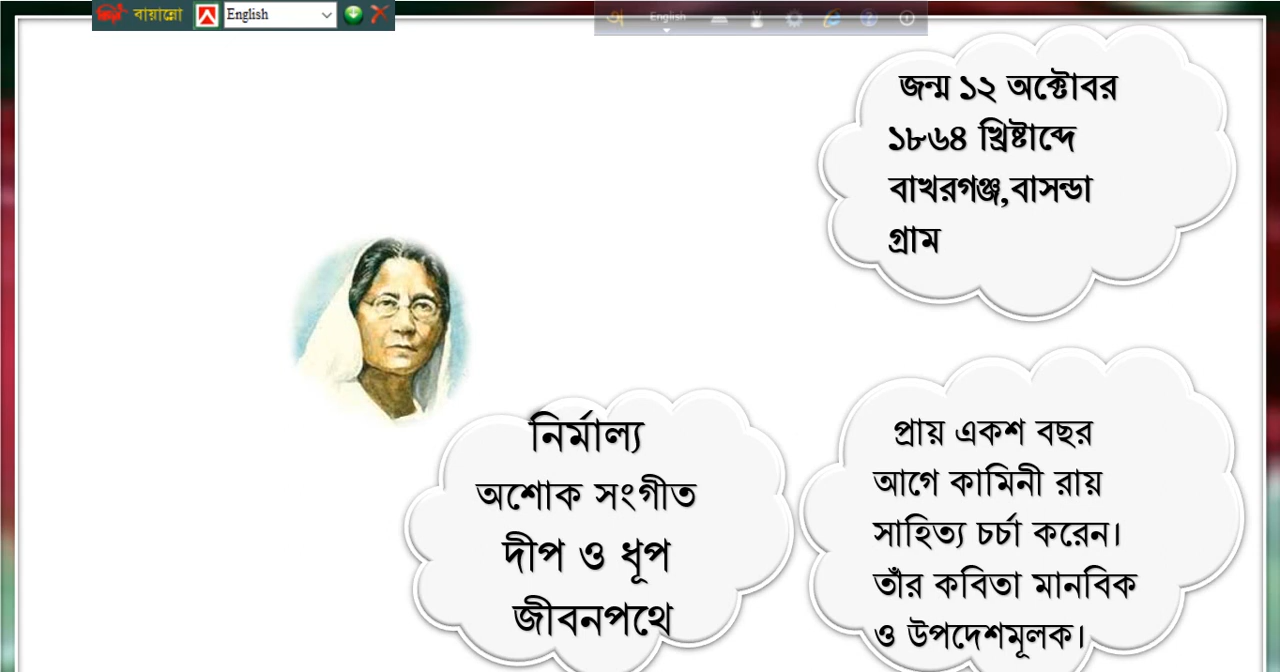 বায়ান্নো
English
English
জন্ম ১২ অক্টোবর
১৮৬৪ খ্রিষ্টাব্দে
বাখরগঞ্জ,বাসন্ডা
গ্রাম
নির্মাল্য
অশোক সংগীত
দীপ ও ধূপ
জীবনপথে
প্রায় একশ বছর
আগে কামিনী রায়
সাহিত্য চর্চা করেন।
তাঁর কবিতা মানবিক
ও উপদেশমূলক।